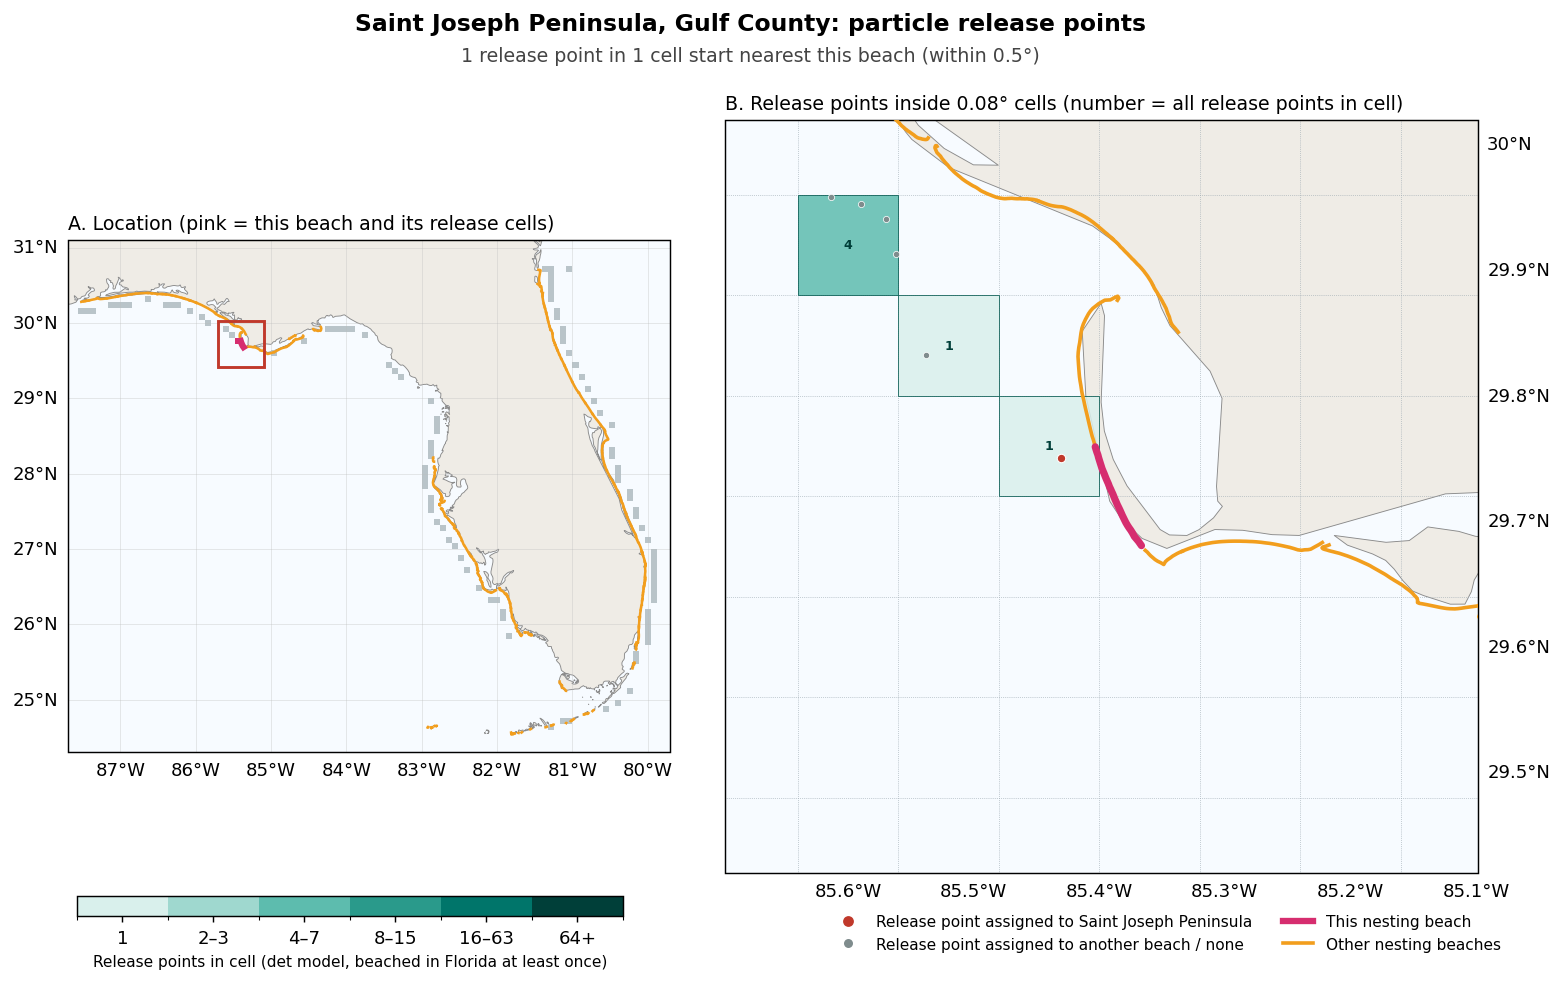 Saint Joseph Peninsula, Gulf County: particle release points
1 release point in 1 cell start nearest this beach (within 0.5°)
A. Location (pink = this beach and its release cells)
31°N
30°N
29°N
28°N
27°N
26°N
25°N
87°W 86°W 85°W 84°W 83°W 82°W 81°W 80°W
B. Release points inside 0.08° cells (number = all release points in cell)
4
1
1
30°N
29.9°N
29.8°N
29.7°N
29.6°N
29.5°N
85.6°W 85.5°W 85.4°W 85.3°W 85.2°W 85.1°W
1 2–3 4–7 8–15 16–63 64+
Release points in cell (det model, beached in Florida at least once)
Release point assigned to Saint Joseph Peninsula
Release point assigned to another beach / none
This nesting beach
Other nesting beaches